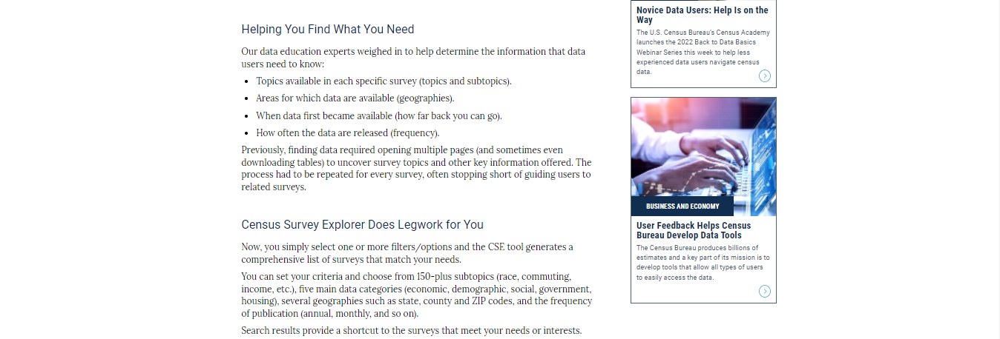 Helping You Find What You Need
Our data education experts weighed in to help determine the information that data
users need to know:
Topics available in each specific survey (topics and subtopics).
Areas for which data are available (geographies).
When data first became available (how far back you can go).
How often the data are released (frequency).
Previously, finding data required opening multiple pages (and sometimes even
downloading tables) to uncover survey topics and other key information offered. The
process had to be repeated for every survey, often stopping short of guiding users to
related surveys.
Census Survey Explorer Does Legwork for You
Now, you simply select one or more filters/options and the CSE tool generates a
comprehensive list of surveys that match your needs.
You can set your criteria and choose from 150-plus subtopics (race, commuting,
income, etc.), five main data categories (economic, demographic, social, government,
housing), several geographies such as state, county and ZIP codes, and the frequency
of publication (annual, monthly, and so on).
Search results provide a shortcut to the surveys that meet your needs or interests.
Novice Data Users: Help Is on the
Way
The U.S. Census Bureau's Census Academy
launches the 2022 Back to Data Basics
Webinar Series this week to help less
experienced data users navigate census
data.
BUSINESS AND ECONOMY
User Feedback Helps Census
Bureau Develop Data Tools
The Census Bureau produces billions of
estimates and a key part of its mission is to
develop tools that allow all types of users
to easily access the data.